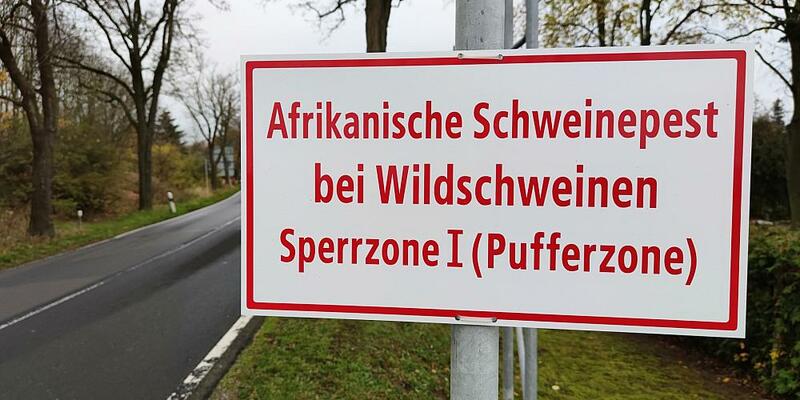 Afrikanische Schweinepest
bei Wildschweinen
Sperrzone I (Pufferzone)